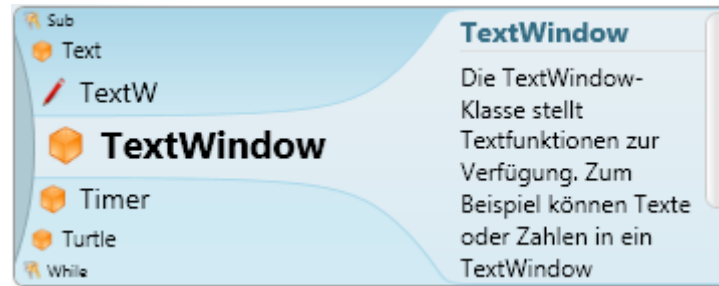 Sub
Text
TextW
TextWindow
Timer
Turtle
While
TextWindow
Die TextWindow-
Klasse stellt
Textfunktionen zur
Verfügung. Zum
Beispiel können Texte
oder Zahlen in ein
TextWindow